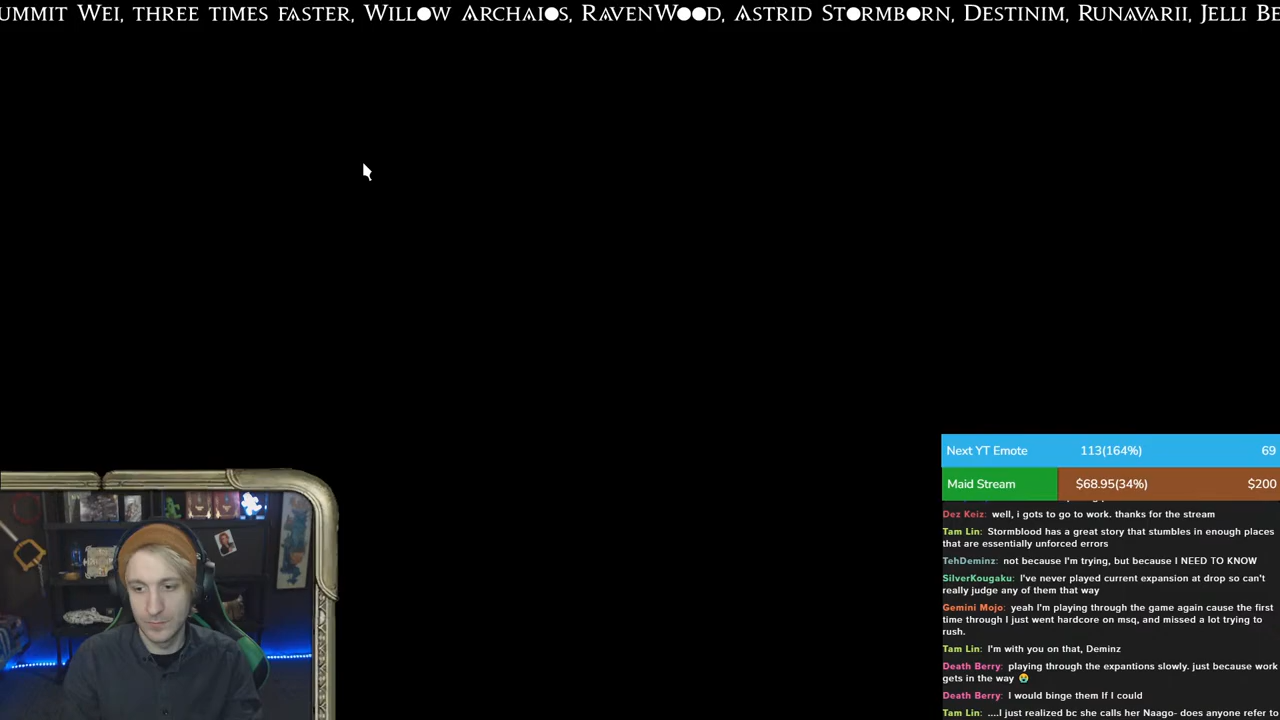 UMMIT WEI, THREE TIMES FASTER, WILLOW ARCHAIOS, RAVENWOOD, ASTRID STORMBORN, DESTINIM, RUNAVARII, JELLI BE
Next YT Emote 113(164%) 69
Maid Stream $68.95(34%) $200
Dez Keiz: well, i gots to go to work. thanks for the stream
Tam Lin: Stormblood has a great story that stumbles in enough places
that are essentially unforced errors
TehDeminz: not because I'm trying, but because I NEED TO KNOW
SilverKougaku: I've never played current expansion at drop so can't
really judge any of them that way
Gemini Mojo: yeah I'm playing through the game again cause the first
time through I just went hardcore on msq, and missed a lot trying to
rush.
Tam Lin: I'm with you on that, Deminz
Death Berry: playing through the expantions slowly. just because work
gets in the way 😭
Death Berry: I would binge them If I could
Tam Lin: ....I just realized bc she calls her Naago- does anyone refer to